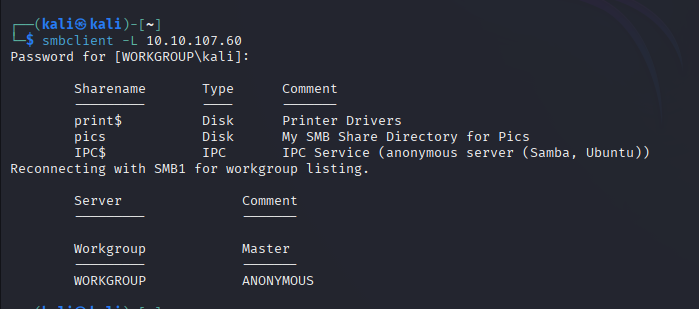 ┌──(kali㉿kali)-[~]
└─$ smbclient -L 10.10.107.60
Password for [WORKGROUP\kali]:
Sharename Type Comment
--------- ---- -------
print$ Disk Printer Drivers
pics Disk My SMB Share Directory for Pics
IPC$ IPC IPC Service (anonymous server (Samba, Ubuntu))
Reconnecting with SMB1 for workgroup listing.
Server Comment
--------- -------
Workgroup Master
--------- -------
WORKGROUP ANONYMOUS